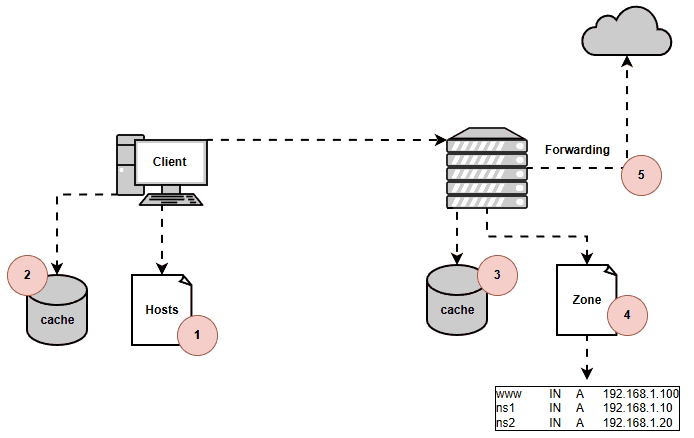 Client
Forwarding
5
2
cache
Hosts
1
3
cache
Zone
4
www IN A 192.168.1.100
ns1 IN A 192.168.1.10
ns2 IN A 192.168.1.20